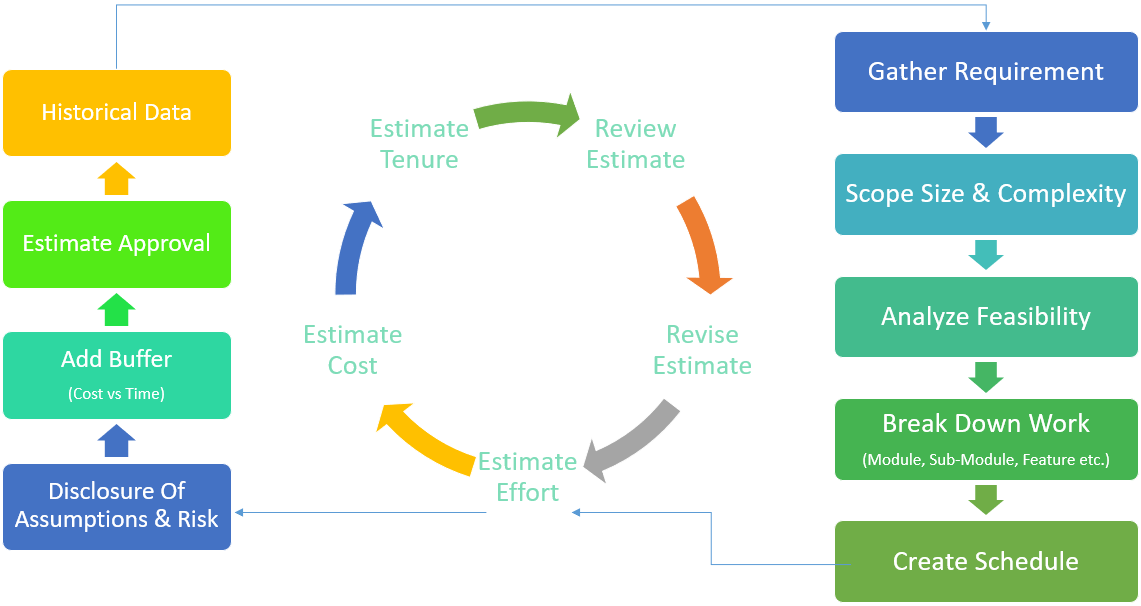 Historical Data
Estimate Approval
Add Buffer
(Cost vs Time)
Disclosure Of
Assumptions & Risk
Estimate
Tenure
Review
Estimate
Revise
Estimate
Estimate
Effort
Estimate
Cost
Gather Requirement
Scope Size & Complexity
Analyze Feasibility
Break Down Work
(Module, Sub-Module, Feature etc.)
Create Schedule